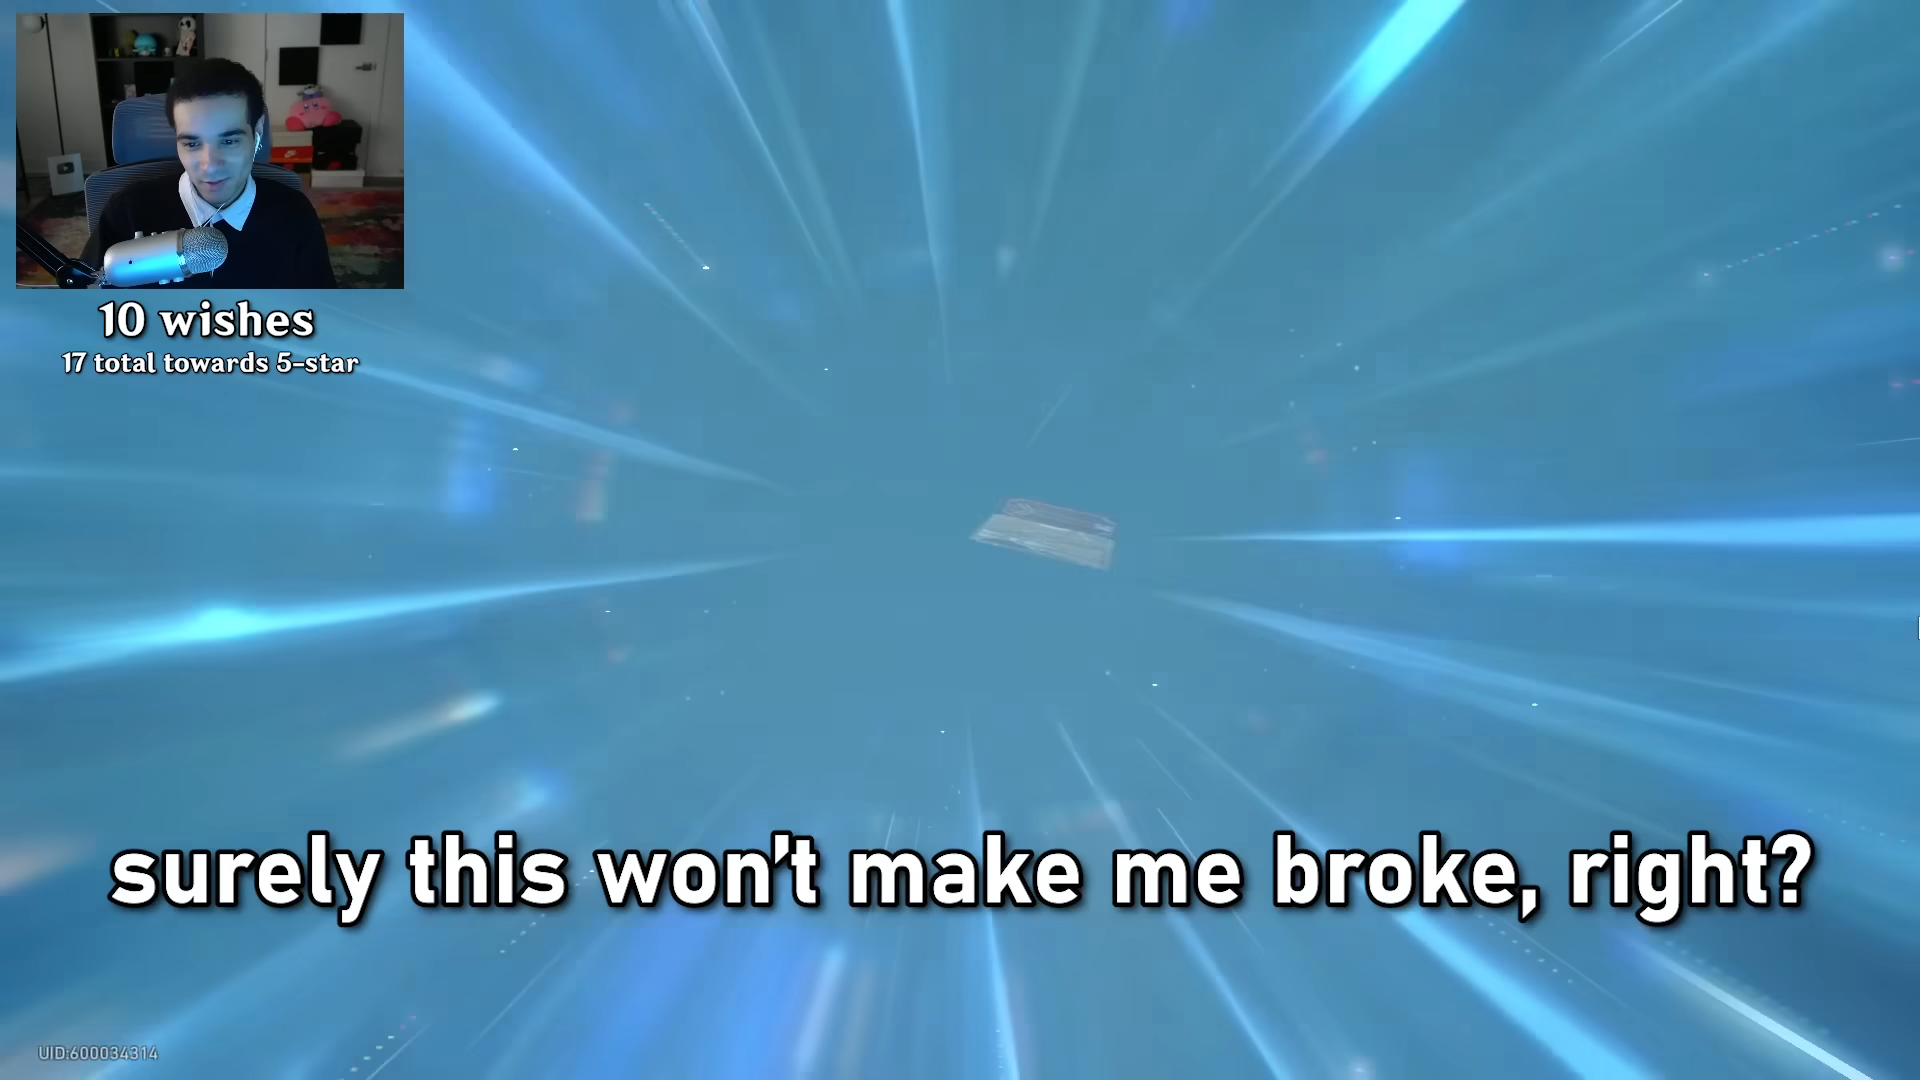 10 wishes
17 total towards 5-star
surely this won't make me broke, right?
UID:600034314